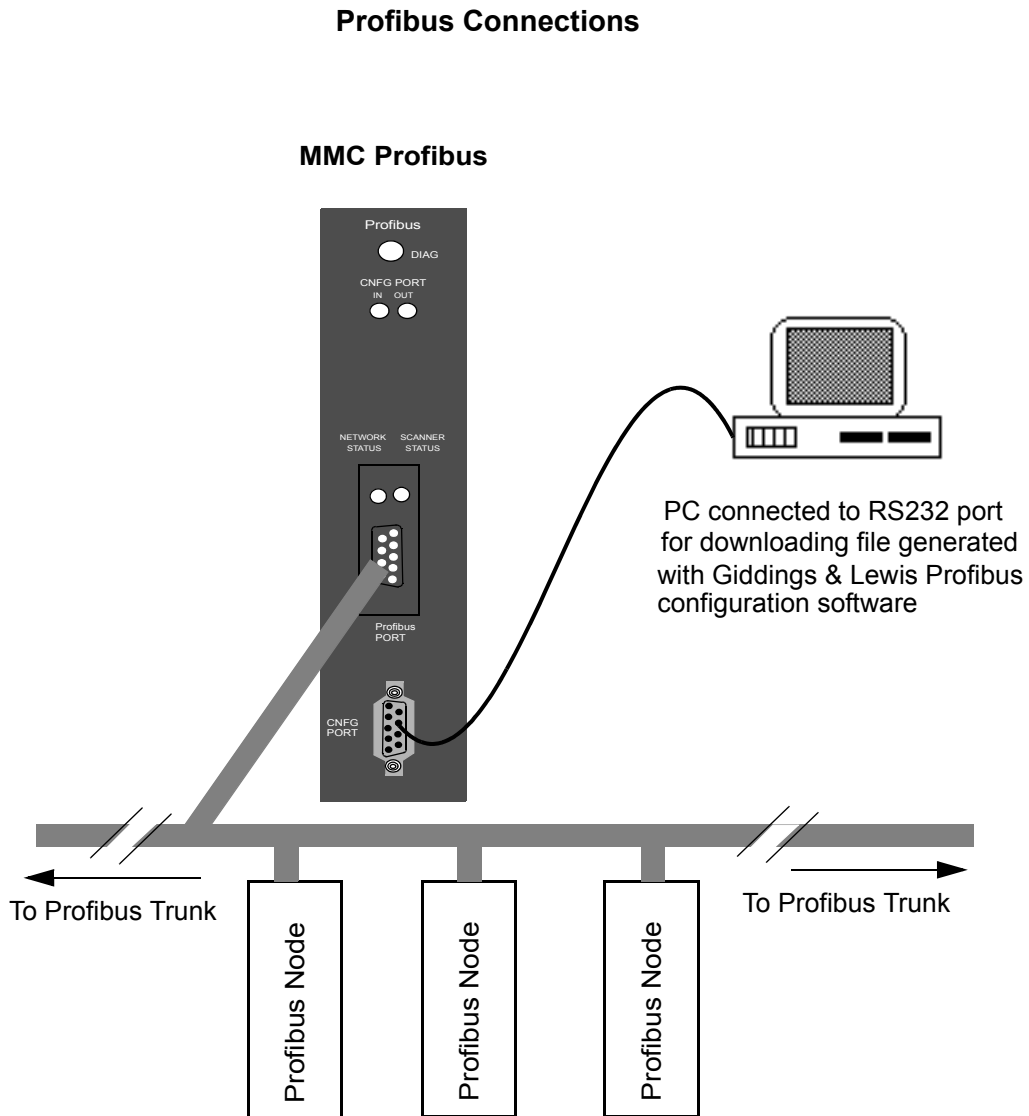 Profibus Connections
MMC Profibus
Profibus
DIAG
CNFG PORT
IN OUT
NETWORK STATUS
SCANNER STATUS
Profibus
PORT
CNFG
PORT
PC connected to RS232 port
for downloading file generated
with Giddings & Lewis Profibus
configuration software
To Profibus Trunk
To Profibus Trunk
Profibus Node
Profibus Node
Profibus Node